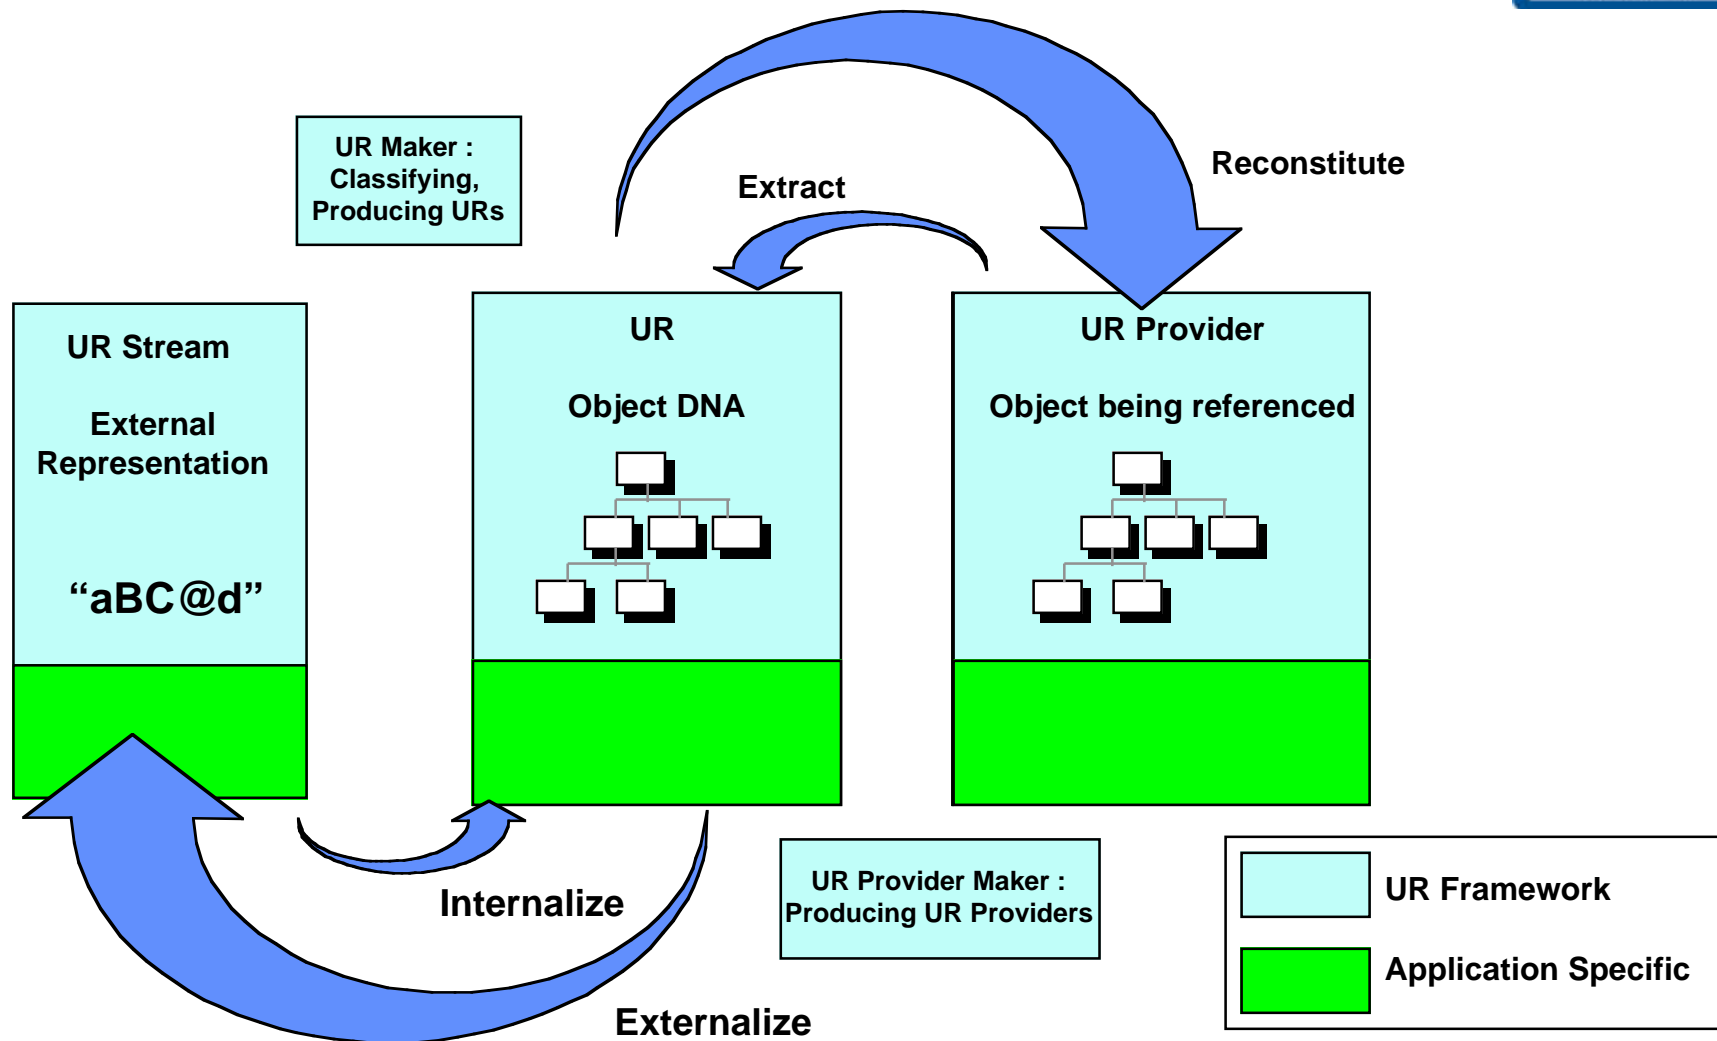 UR Maker :
Classifying,
Producing URs
Extract
Reconstitute
UR Stream
External
Representation
“aBC@d”
UR
Object DNA
UR Provider
Object being referenced
Internalize
Externalize
UR Provider Maker :
Producing UR Providers
UR Framework
Application Specific